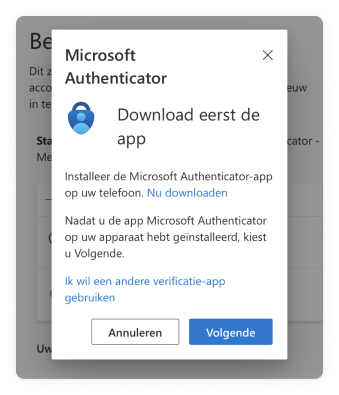 Be
Dit z
acco
euw
in te
Microsoft
Authenticator
Download eerst de
app
Sta
cator -
Me
Installeer de Microsoft Authenticator-app
op uw telefoon. Nu downloaden
Nadat u de app Microsoft Authenticator
op uw apparaat hebt geïnstalleerd, kiest
u Volgende.
Ik wil een andere verificatie-app
gebruiken
Annuleren
Volgende
Uw